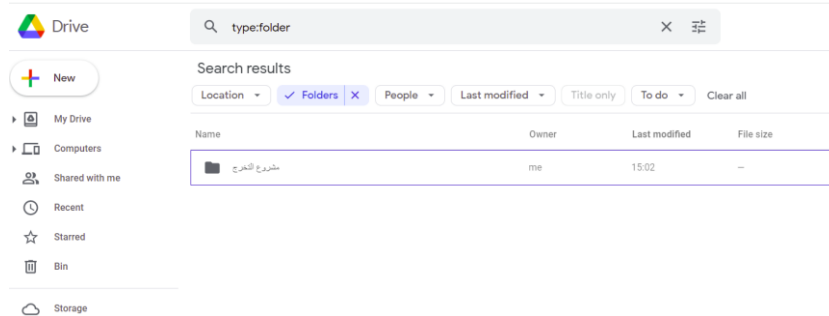 Drive
type:folder
New
Search results
Location Folders People Last modified Title only To do Clear all
My Drive
Computers
Shared with me
Recent
Starred
Bin
Storage
Name Owner Last modified File size
مشروع التخرج me 15:02 —